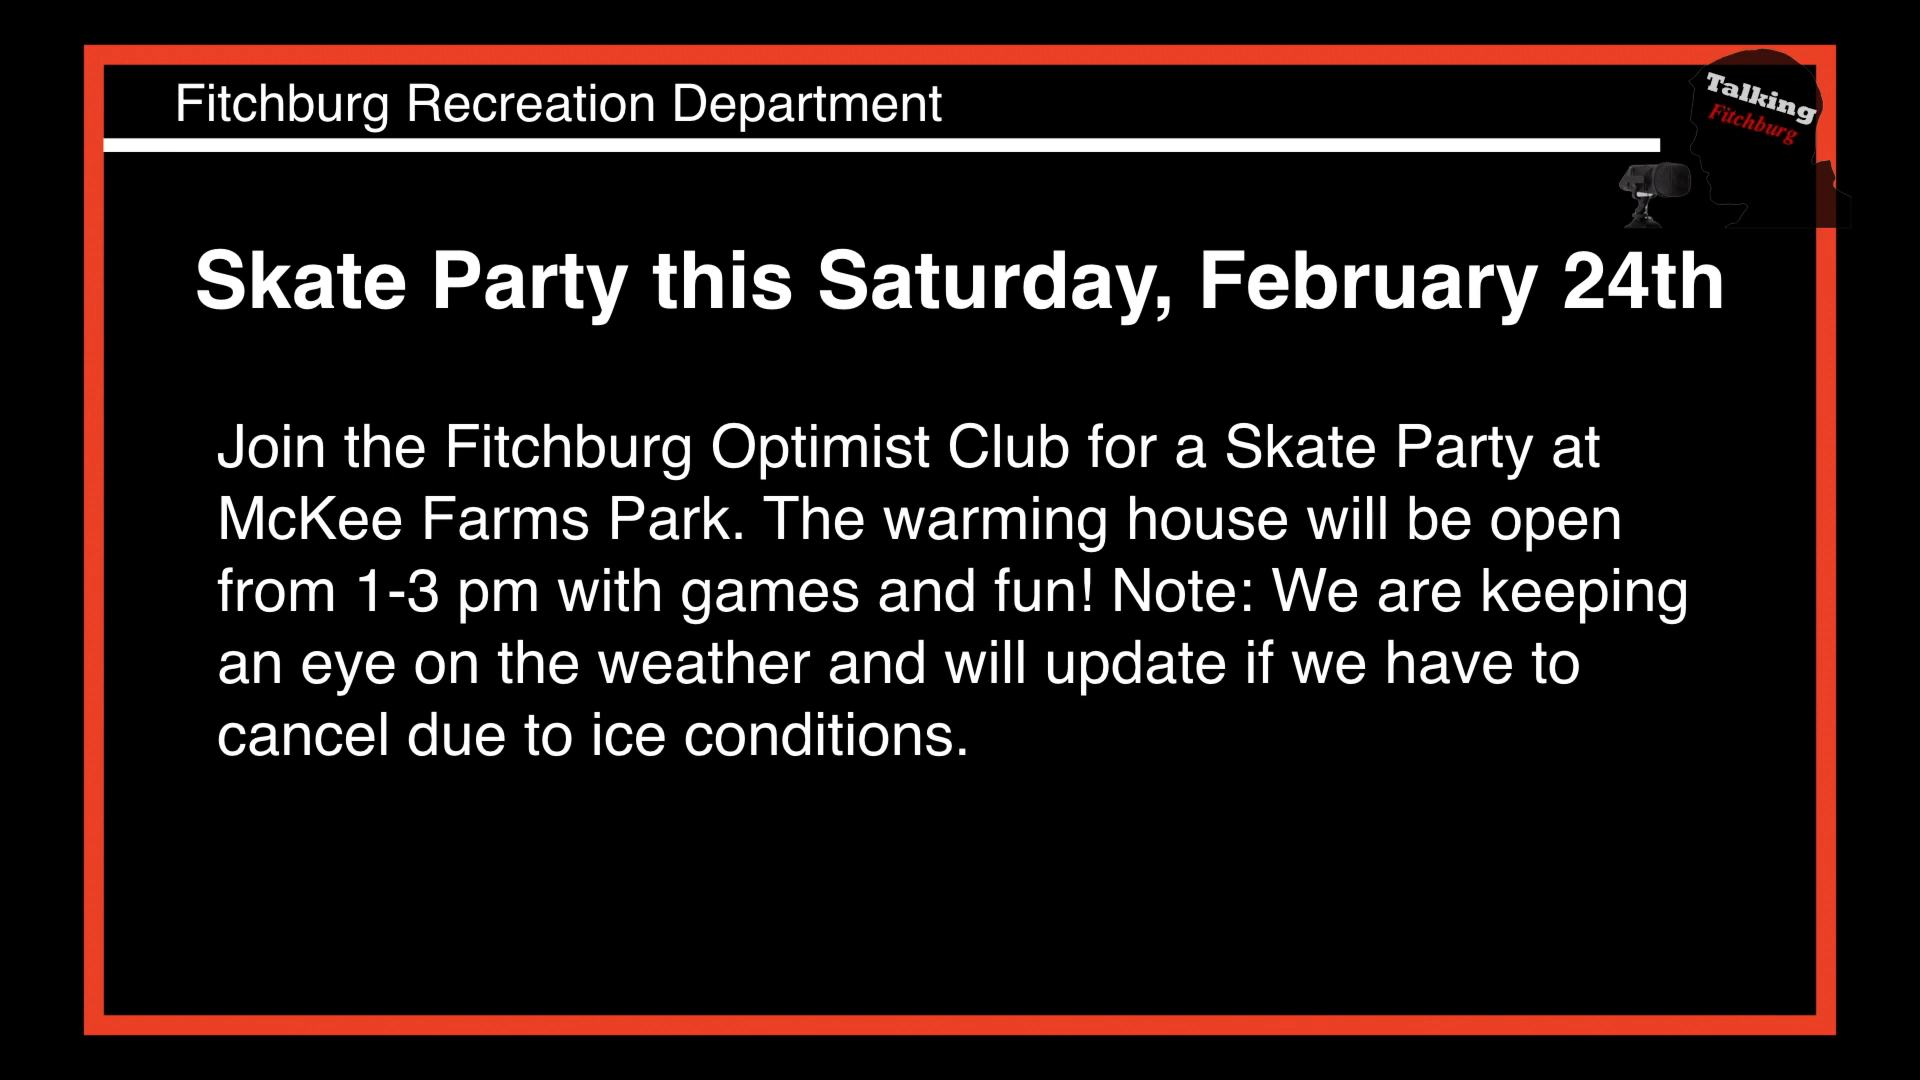 Fitchburg Recreation Department
Talking
Fitchburg
Skate Party this Saturday, February 24th
Join the Fitchburg Optimist Club for a Skate Party at
McKee Farms Park. The warming house will be open
from 1-3 pm with games and fun! Note: We are keeping
an eye on the weather and will update if we have to
cancel due to ice conditions.